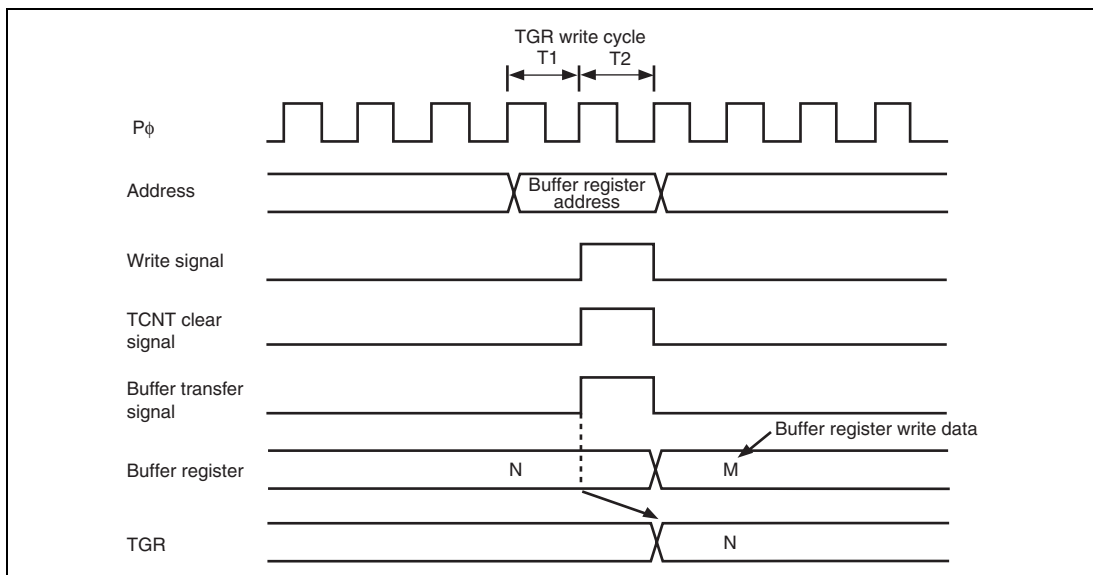 TGR write cycle
T1 T2
Pϕ
Address
Buffer register
address
Write signal
TCNT clear
signal
Buffer transfer
signal
Buffer register write data
Buffer register N M
TGR N